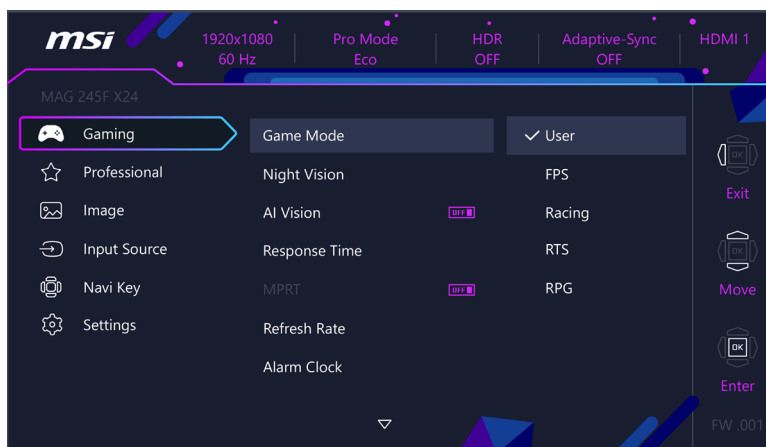 msi
1920x1080
60 Hz
Pro Mode
Eco
HDR
OFF
Adaptive-Sync
OFF
HDMI 1
MAG 245F X24
Gaming
Professional
Image
Input Source
Navi Key
Settings
Game Mode
Night Vision
AI Vision OFF
Response Time
MPRT OFF
Refresh Rate
Alarm Clock
User
FPS
Racing
RTS
RPG
OK
Exit
OK
Move
OK
Enter
FW .001